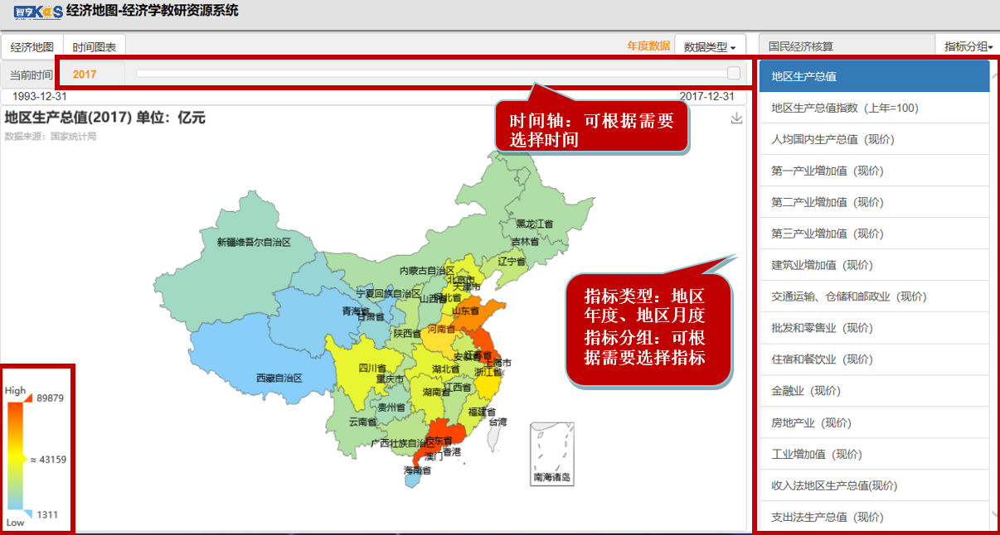 智享K∝S 经济地图-经济学教研资源系统
经济地图
时间图表
年度数据
数据类型
国民经济核算
指标分组
当前时间
2017
1993-12-31
2017-12-31
地区生产总值(2017) 单位：亿元
数据来源：国家统计局
时间轴：可根据需要
选择时间
黑龙江省
吉林省
辽宁省
新疆维吾尔自治区
内蒙古自治区
北京市
天津市
宁夏回族自治区
山西省
河北省
山东省
青海省
甘肃省
陕西省
河南省
西藏自治区
四川省
重庆市
湖北省
安徽省
江苏省
上海市
浙江省
湖南省
江西省
贵州省
云南省
福建省
台湾
广西壮族自治区
广东省
香港
澳门
海南省
南海诸岛
指标类型：地区
年度、地区月度
指标分组：可根
据需要选择指标
High
89879
≈ 43159
1311
Low
地区生产总值
地区生产总值指数（上年=100）
人均国内生产总值（现价）
第一产业增加值（现价）
第二产业增加值（现价）
第三产业增加值（现价）
建筑业增加值（现价）
交通运输、仓储和邮政业（现价）
批发和零售业（现价）
住宿和餐饮业（现价）
金融业（现价）
房地产业（现价）
工业增加值（现价）
收入法地区生产总值(现价)
支出法生产总值（现价）